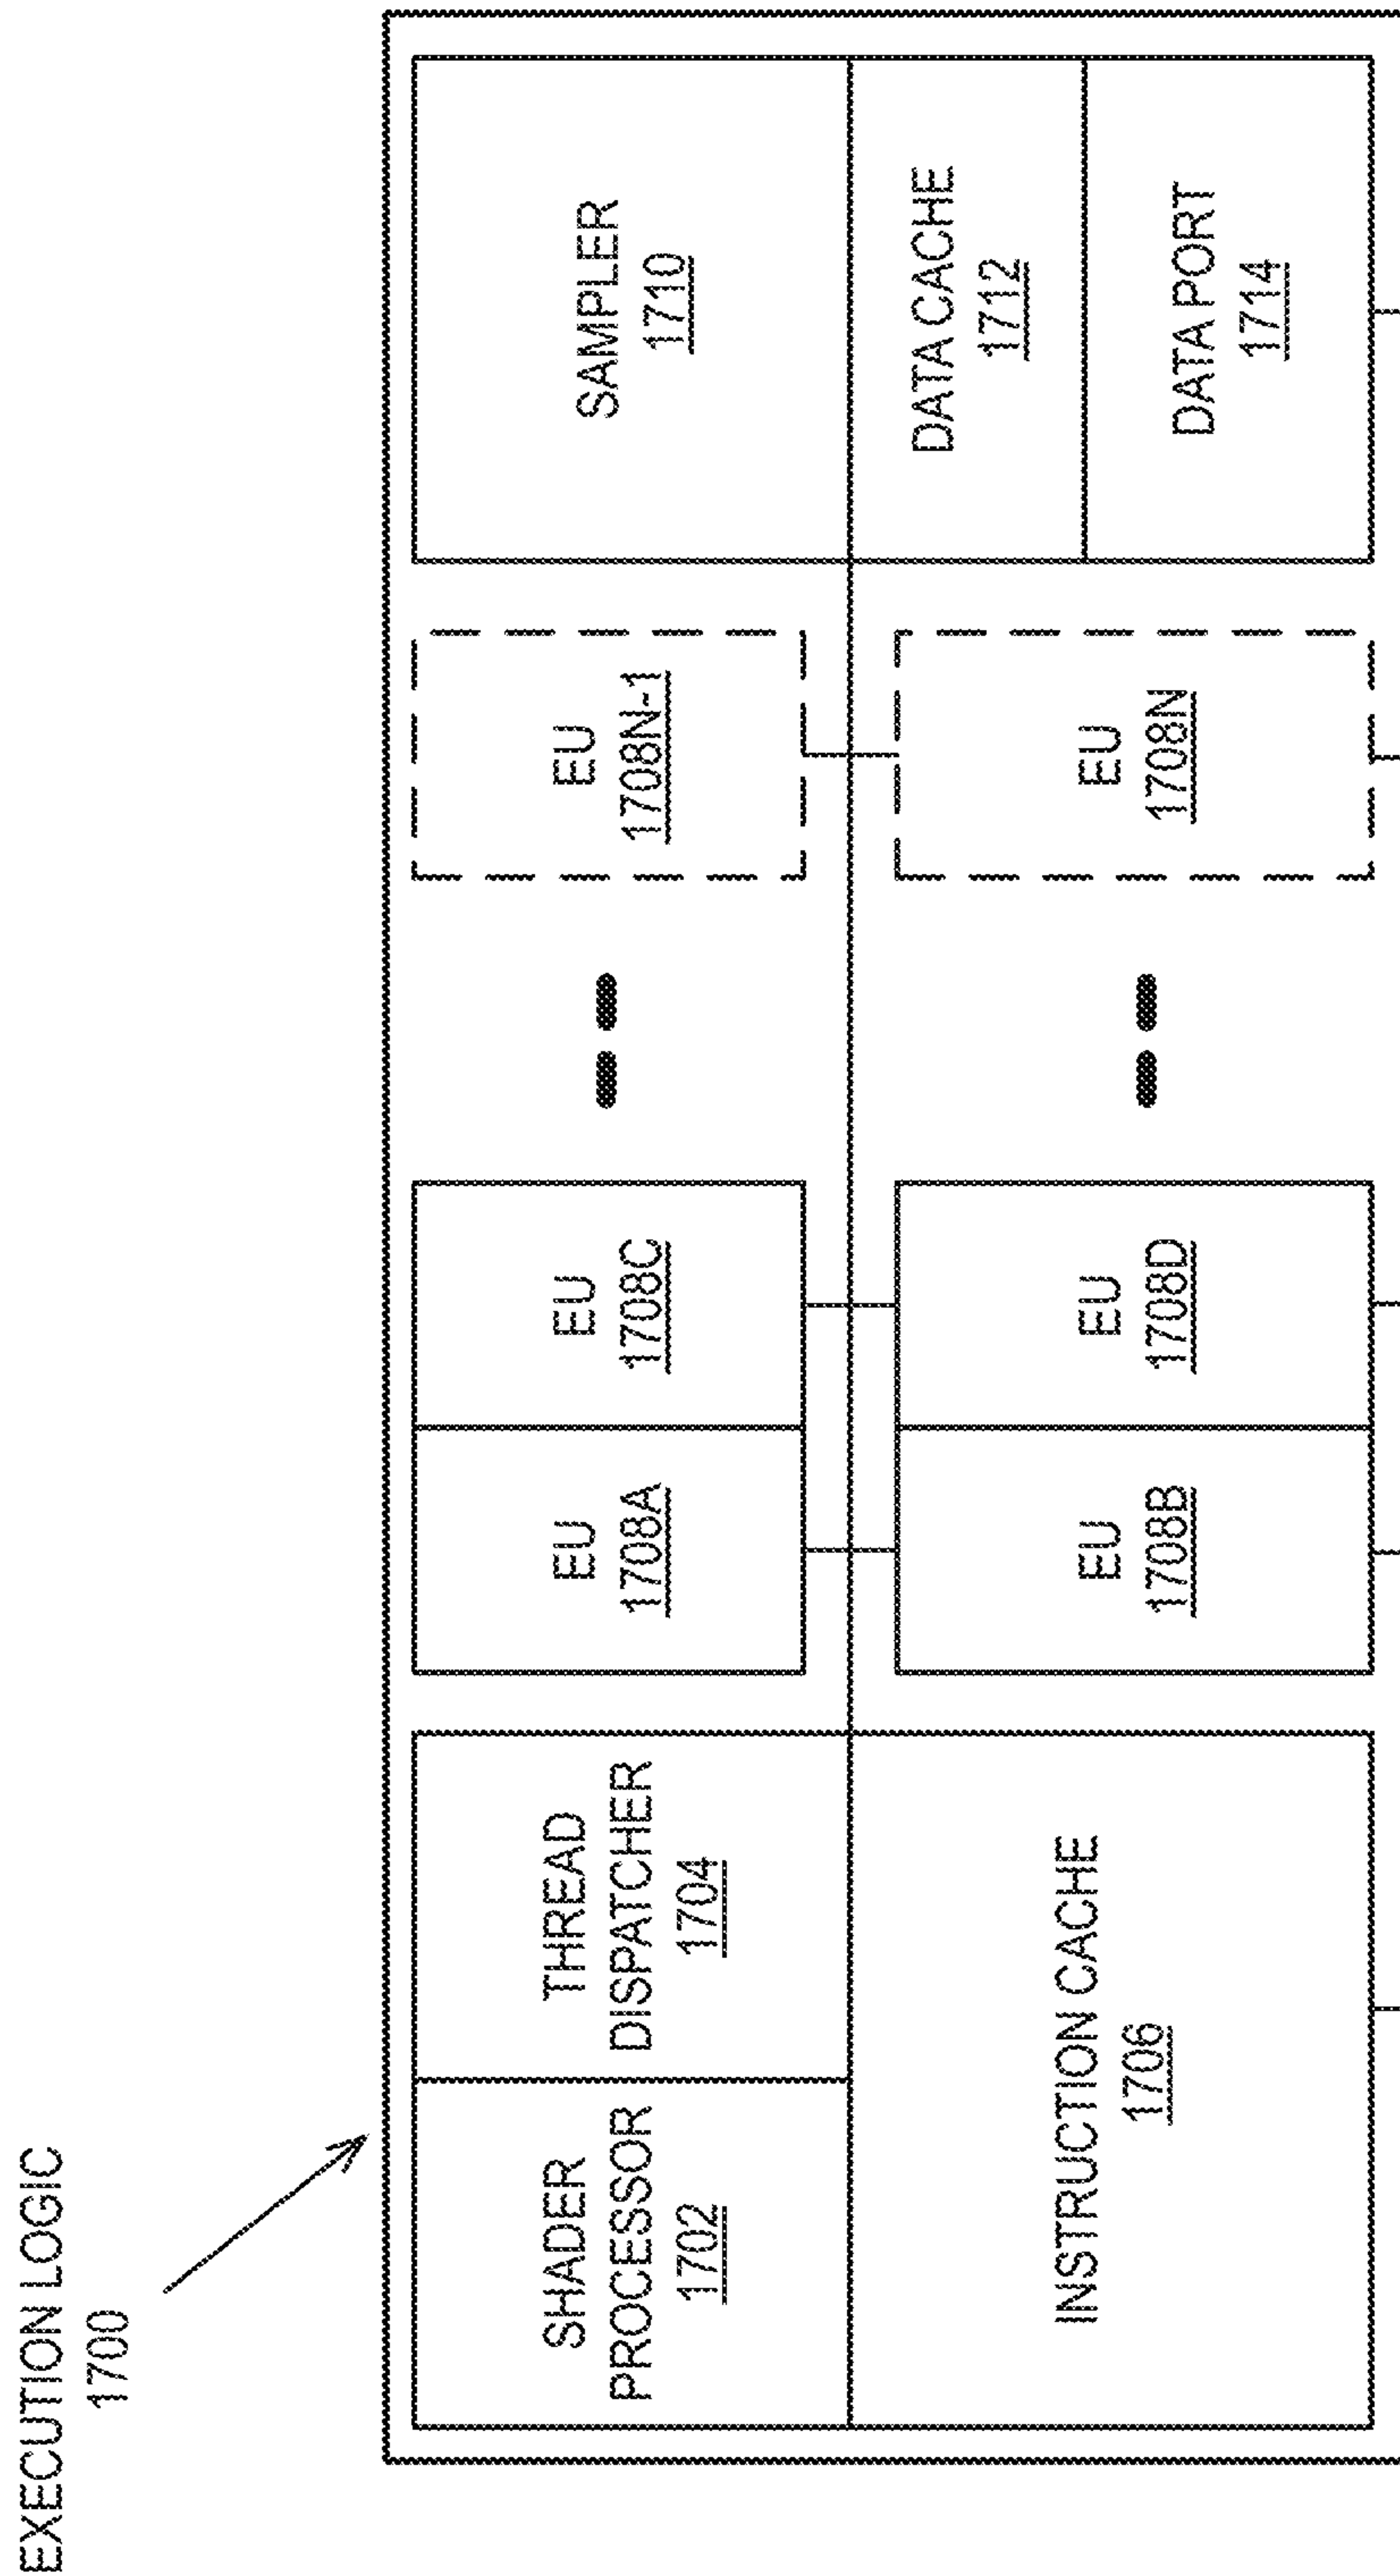 EXECUTION LOGIC
1700
SHADER
PROCESSOR
1702
THREAD
DISPATCHER
1704
EU
1708A
EU
1708C
EU
1708N-1
SAMPLER
1710
INSTRUCTION CACHE
1706
EU
1708B
EU
1708D
EU
1708N
DATA CACHE
1712
DATA PORT
1714